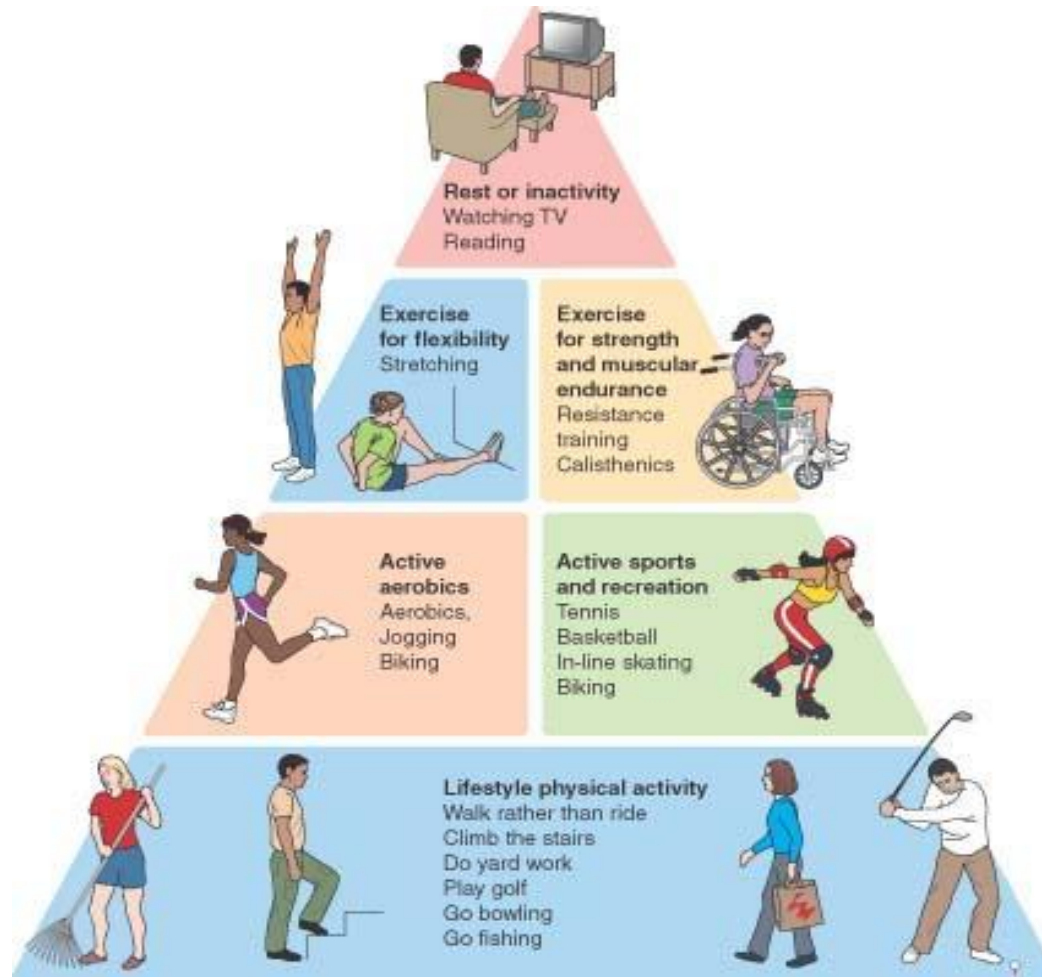 Rest or inactivity
Watching TV
Reading
Exercise
for flexibility
Stretching
Exercise
for strength
and muscular
endurance
Resistance
training
Calisthenics
Active
aerobics
Aerobics,
Jogging
Biking
Active sports
and recreation
Tennis
Basketball
In-line skating
Biking
Lifestyle physical activity
Walk rather than ride
Climb the stairs
Do yard work
Play golf
Go bowling
Go fishing